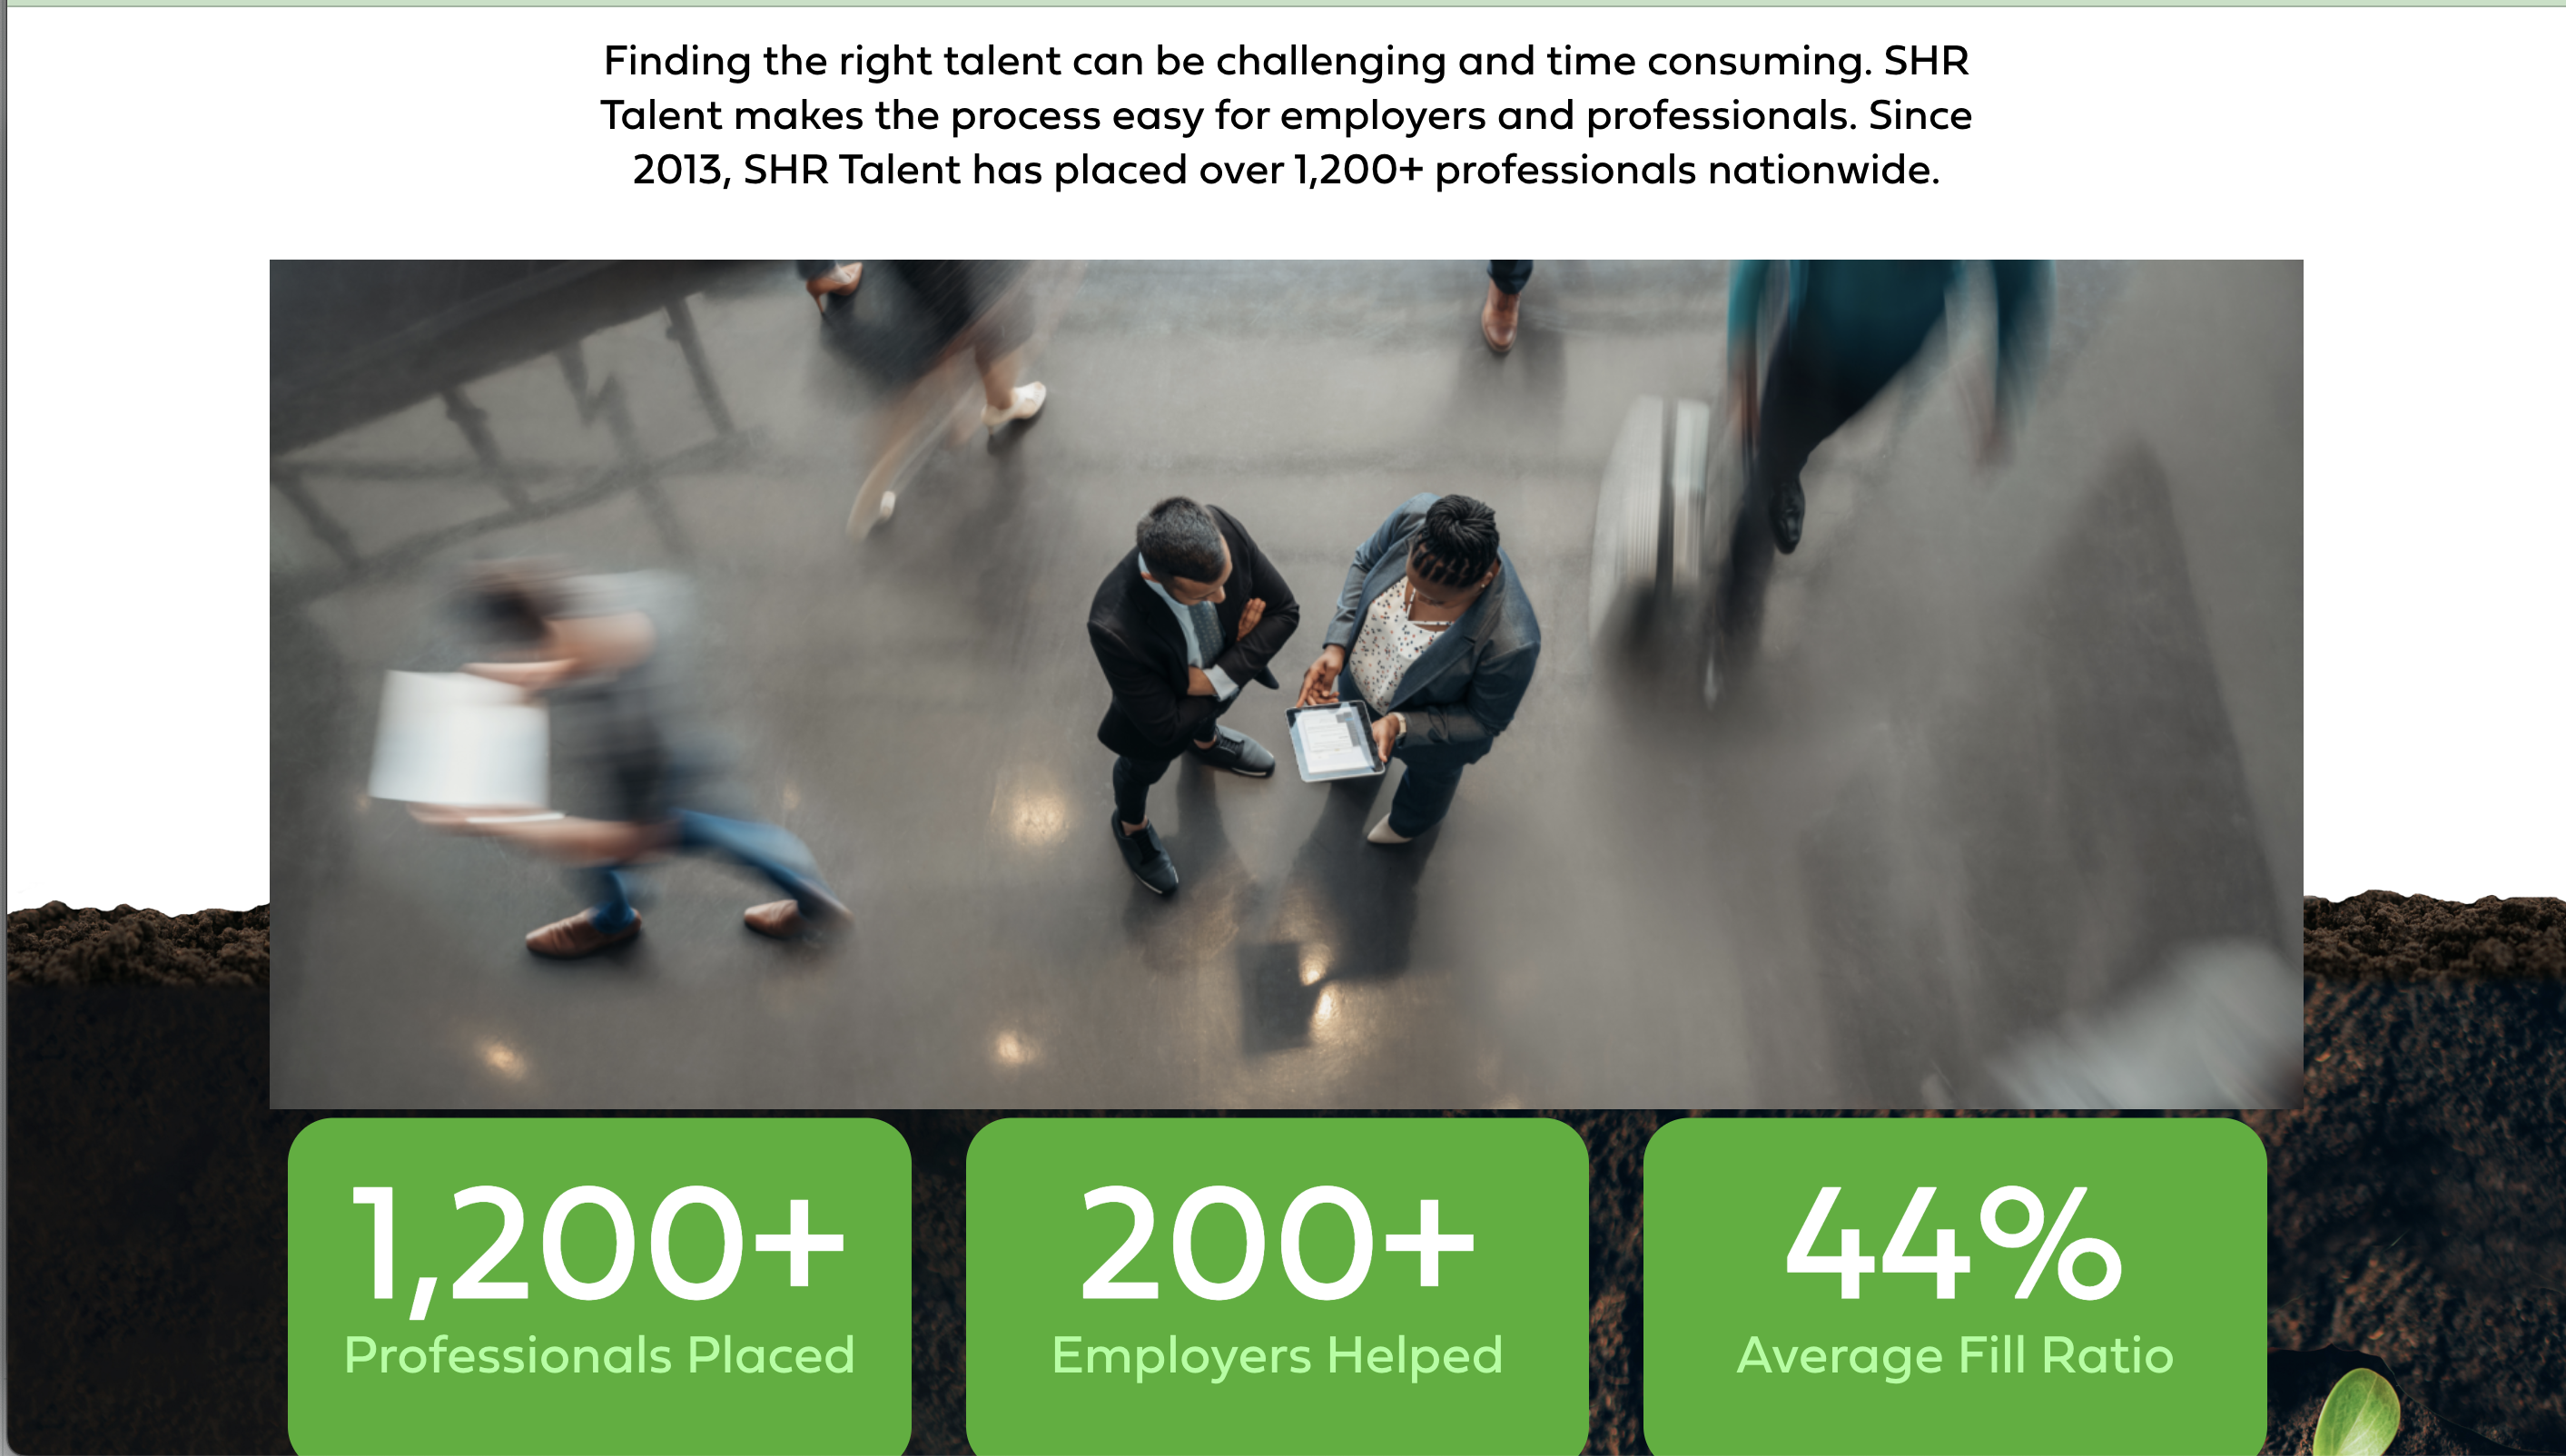 Finding the right talent can be challenging and time consuming. SHR
Talent makes the process easy for employers and professionals. Since
2013, SHR Talent has placed over 1,200+ professionals nationwide.
1,200+
Professionals Placed
200+
Employers Helped
44%
Average Fill Ratio